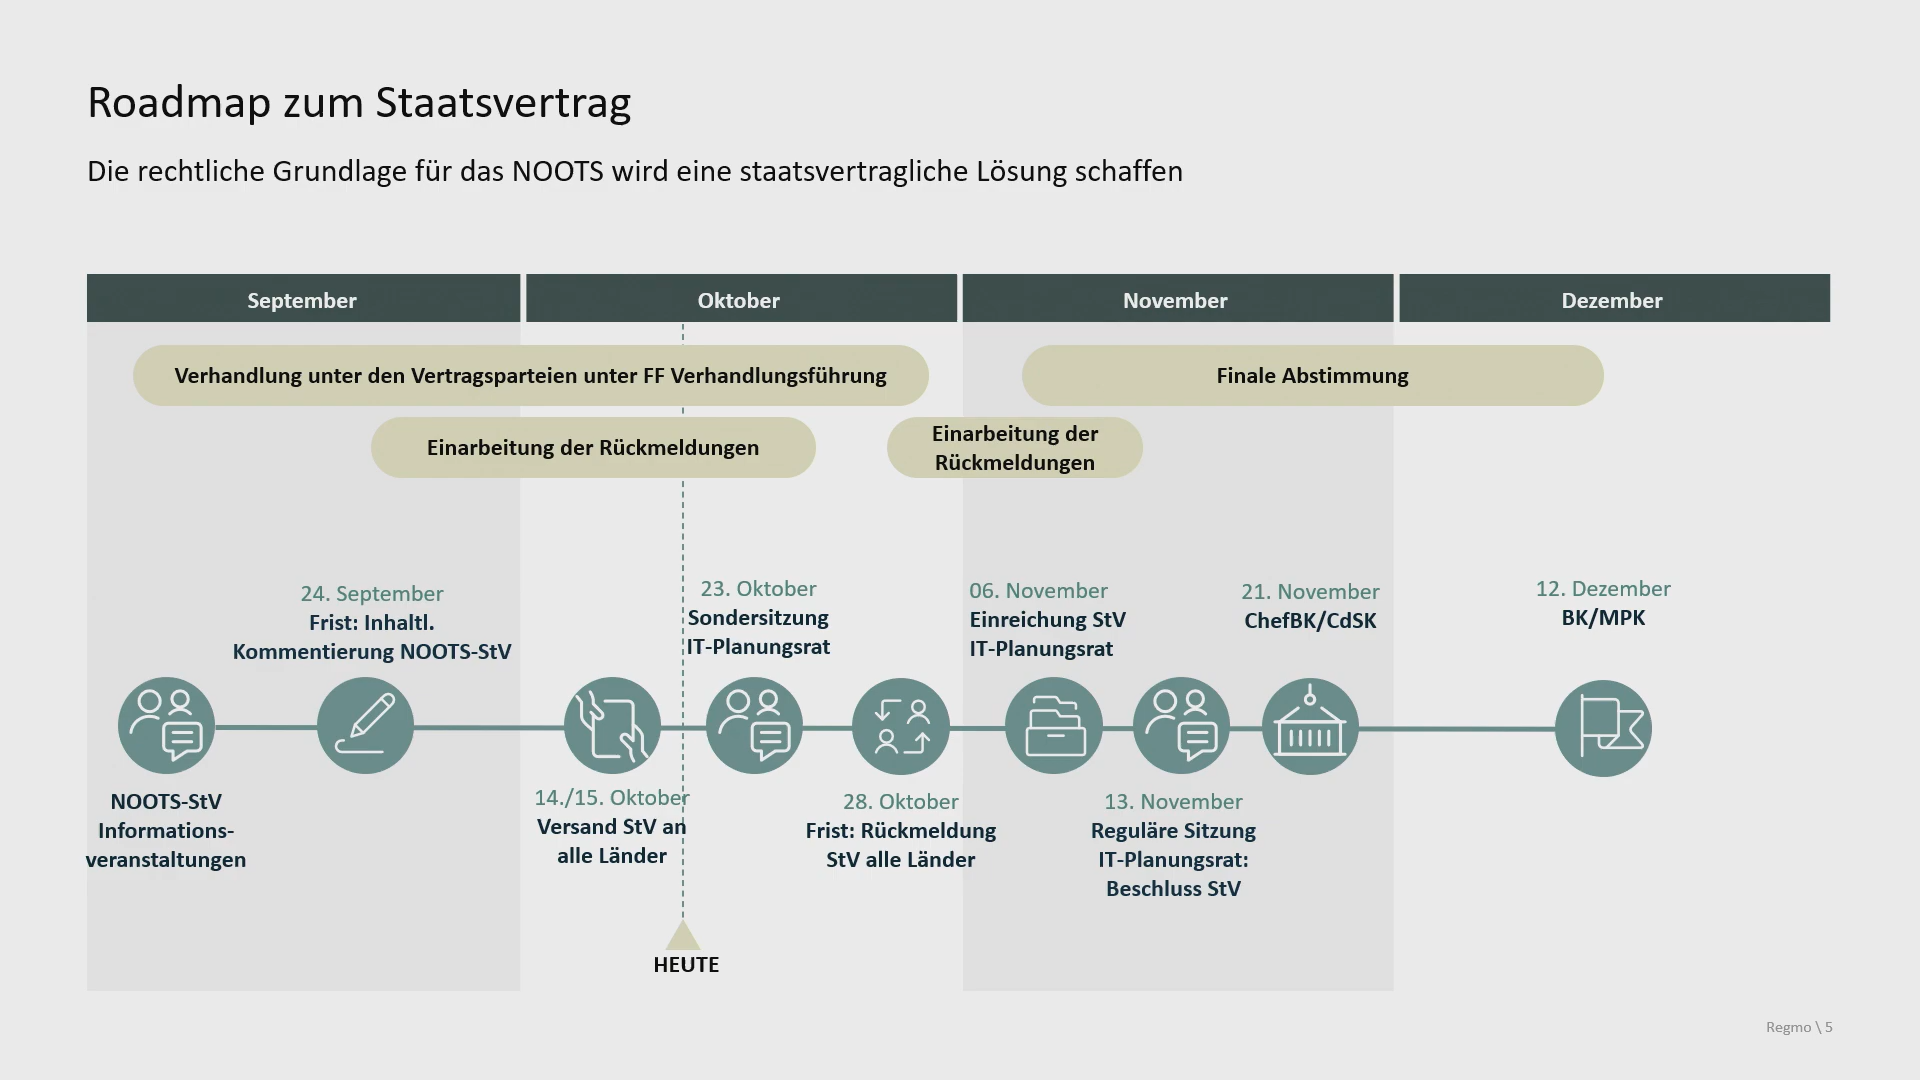 Roadmap zum Staatsvertrag
Die rechtliche Grundlage für das NOOTS wird eine staatsvertragliche Lösung schaffen
September
Oktober
November
Dezember
Verhandlung unter den Vertragsparteien unter FF Verhandlungsführung
Finale Abstimmung
Einarbeitung der Rückmeldungen
Einarbeitung der
Rückmeldungen
NOOTS-StV
Informations-
veranstaltungen
24. September
Frist: Inhaltl.
Kommentierung NOOTS-StV
14./15. Oktober
Versand StV an
alle Länder
23. Oktober
Sondersitzung
IT-Planungsrat
28. Oktober
Frist: Rückmeldung
StV alle Länder
06. November
Einreichung StV
IT-Planungsrat
13. November
Reguläre Sitzung
IT-Planungsrat:
Beschluss StV
21. November
ChefBK/CdSK
12. Dezember
BK/MPK
HEUTE
Regmo \ 5